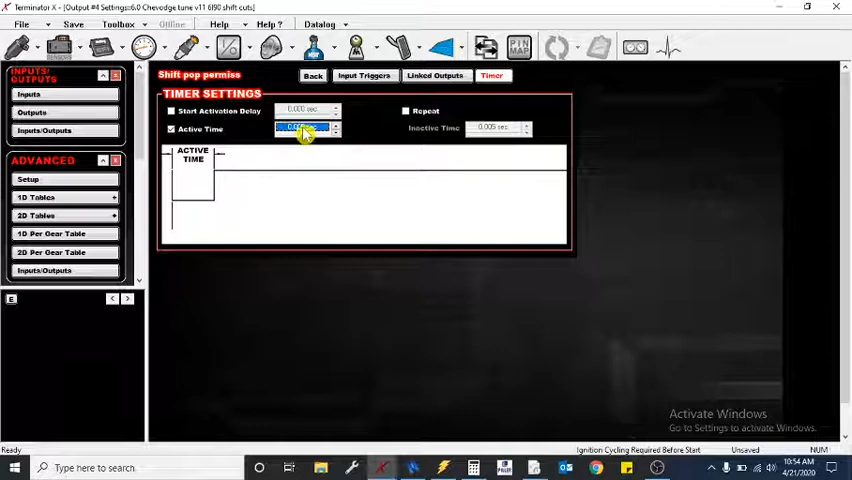 Terminator X - [Output #4 Settings:6.0 Chevodge tune v11 6l90 shift cuts]
File Save Toolbox Offline Help Help ? Datalog
PIN MAP
INPUTS/ OUTPUTS
Inputs
Outputs
Inputs/Outputs
ADVANCED
Setup
1D Tables +
2D Tables +
1D Per Gear Table
2D Per Gear Table
Inputs/Outputs
E
Shift pop permiss
Back Input Triggers Linked Outputs Timer
TIMER SETTINGS
Start Activation Delay 0.000 sec Repeat
Active Time Inactive Time 0.005 sec
ACTIVE
TIME
Activate Windows
Go to Settings to activate Windows.
Ready Ignition Cycling Required Before Start Unsaved NUM
Type here to search
10:54 AM
4/21/2020